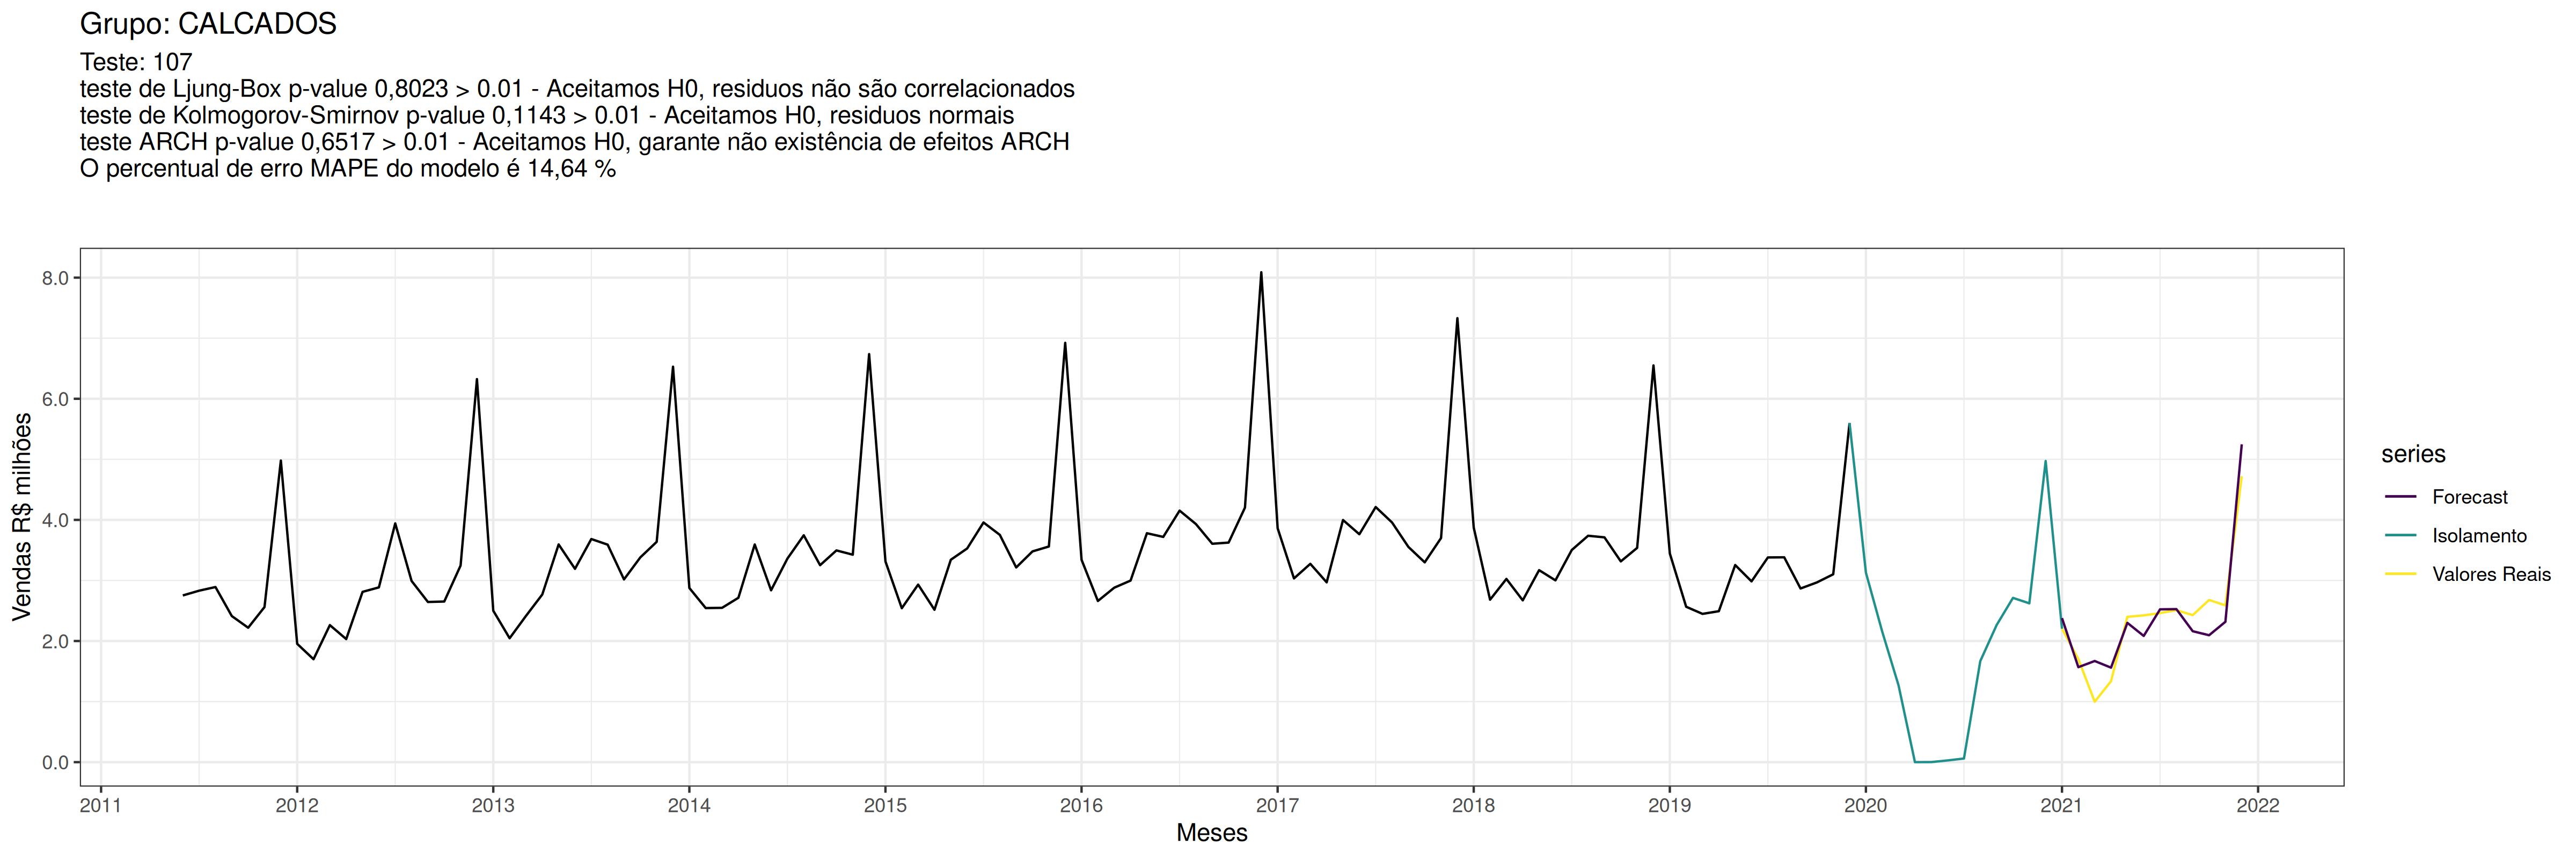 Grupo: CALCADOS
Teste: 107
teste de Ljung-Box p-value 0,8023 > 0.01 - Aceitamos H0, residuos não são correlacionados
teste de Kolmogorov-Smirnov p-value 0,1143 > 0.01 - Aceitamos H0, residuos normais
teste ARCH p-value 0,6517 > 0.01 - Aceitamos H0, garante não existência de efeitos ARCH
O percentual de erro MAPE do modelo é 14,64 %
Vendas R$ milhões
8.0
6.0
4.0
2.0
0.0
2011 2012 2013 2014 2015 2016 2017 2018 2019 2020 2021 2022
Meses
series
Forecast
Isolamento
Valores Reais